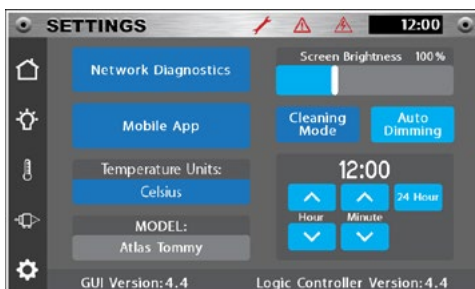 SETTINGS 12:00
Network Diagnostics
Screen Brightness 100%
Mobile App
Cleaning Mode
Auto Dimming
Temperature Units:
Celsius
12:00
24 Hour
Hour Minute
MODEL:
Atlas Tommy
GUI Version:4.4 Logic Controller Version:4.4